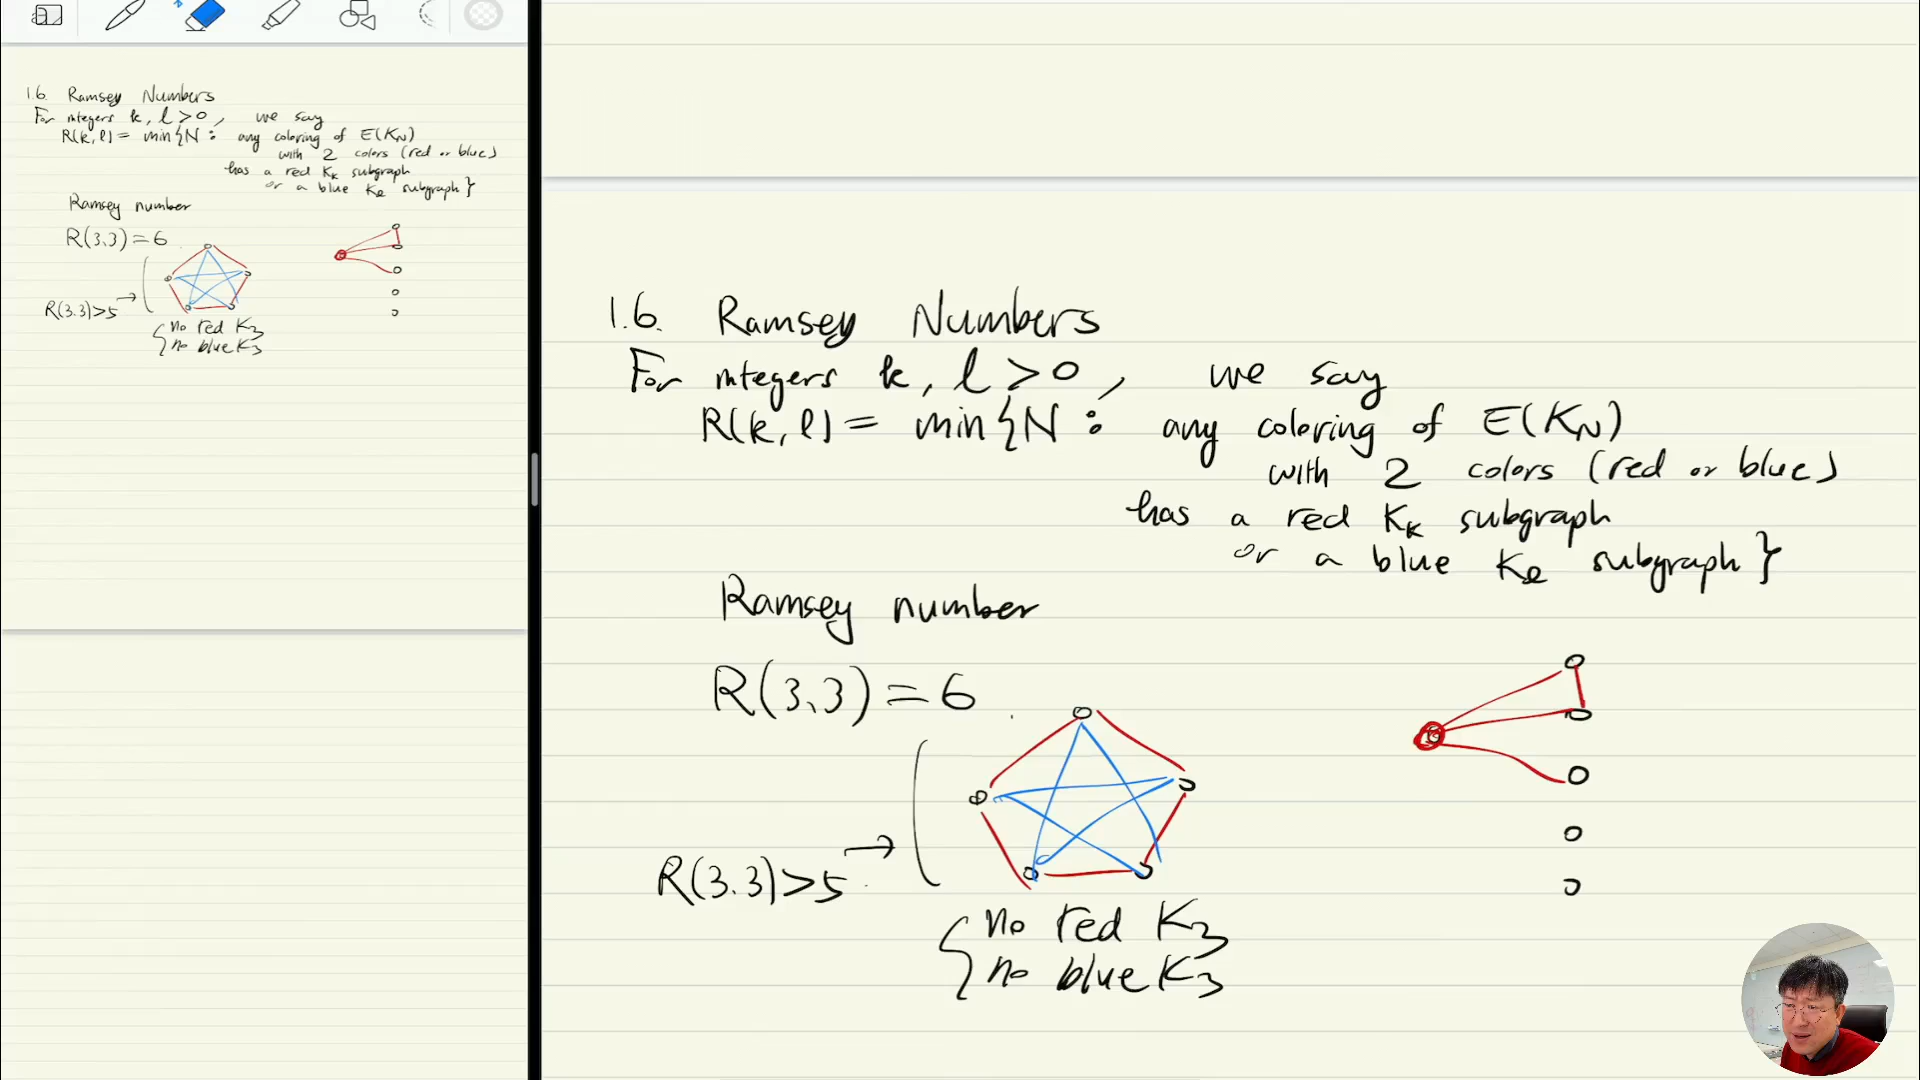 1.6. Ramsey Numbers
For integers k, l > 0, we say
R(k, l) = min{N : any coloring of E(K_N)
with 2 colors (red or blue)
has a red K_k subgraph
or a blue K_l subgraph}
Ramsey number
R(3,3) = 6
R(3.3)>5 →
{no red K_3
no blue K_3
1.6. Ramsey Numbers
For integers k, l > 0, we say
R(k, l) = min{N : any coloring of E(K_N)
with 2 colors (red or blue)
has a red K_k subgraph
or a blue K_l subgraph}
Ramsey number
R(3,3) = 6
R(3.3)>5 →
{no red K_3
no blue K_3